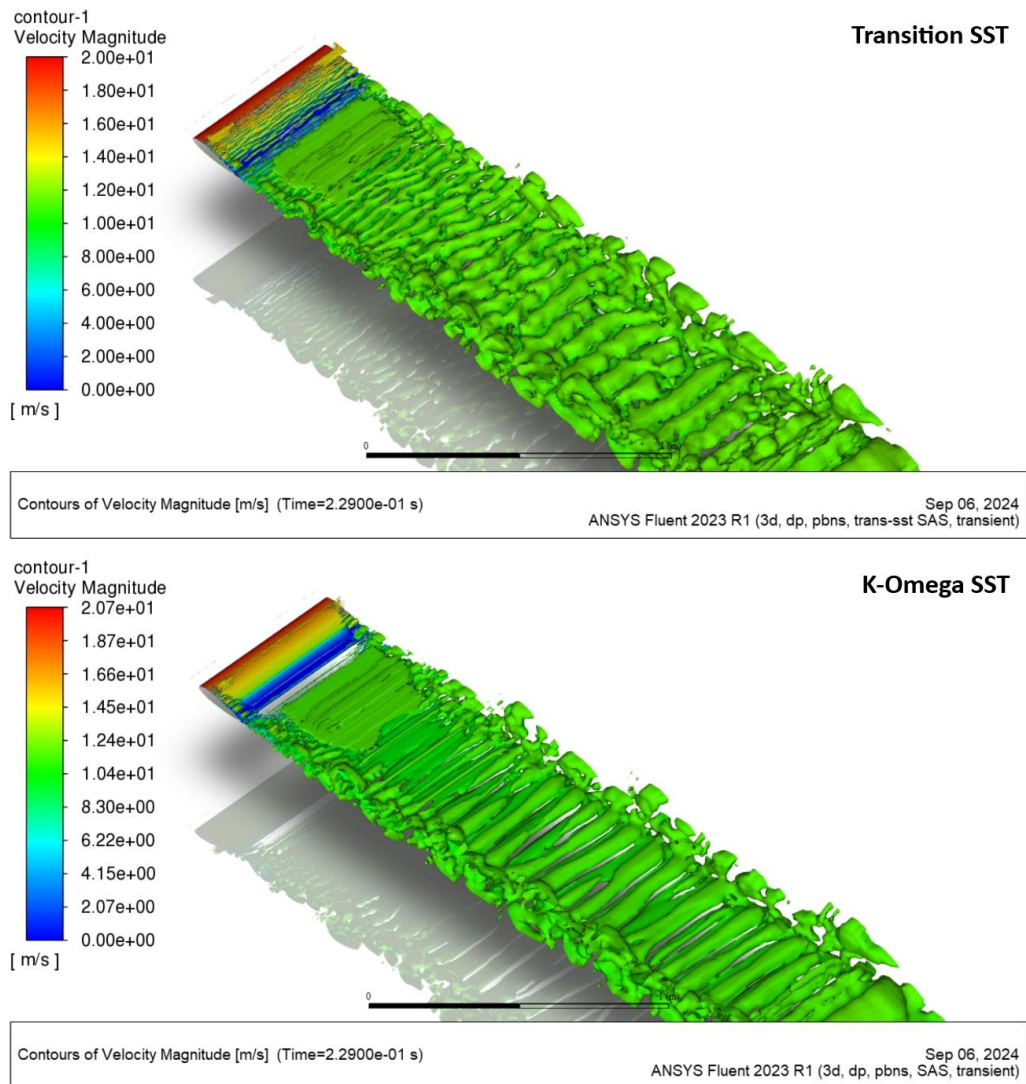 contour-1
Velocity Magnitude
Transition SST
2.00e+01
1.80e+01
1.60e+01
1.40e+01
1.20e+01
1.00e+01
8.00e+00
6.00e+00
4.00e+00
2.00e+00
0.00e+00
[ m/s ]
0
1 (m)
Contours of Velocity Magnitude [m/s] (Time=2.2900e-01 s)
Sep 06, 2024
ANSYS Fluent 2023 R1 (3d, dp, pbns, trans-sst SAS, transient)
contour-1
Velocity Magnitude
K-Omega SST
2.07e+01
1.87e+01
1.66e+01
1.45e+01
1.24e+01
1.04e+01
8.30e+00
6.22e+00
4.15e+00
2.07e+00
0.00e+00
[ m/s ]
0
1 (m)
Contours of Velocity Magnitude [m/s] (Time=2.2900e-01 s)
Sep 06, 2024
ANSYS Fluent 2023 R1 (3d, dp, pbns, SAS, transient)